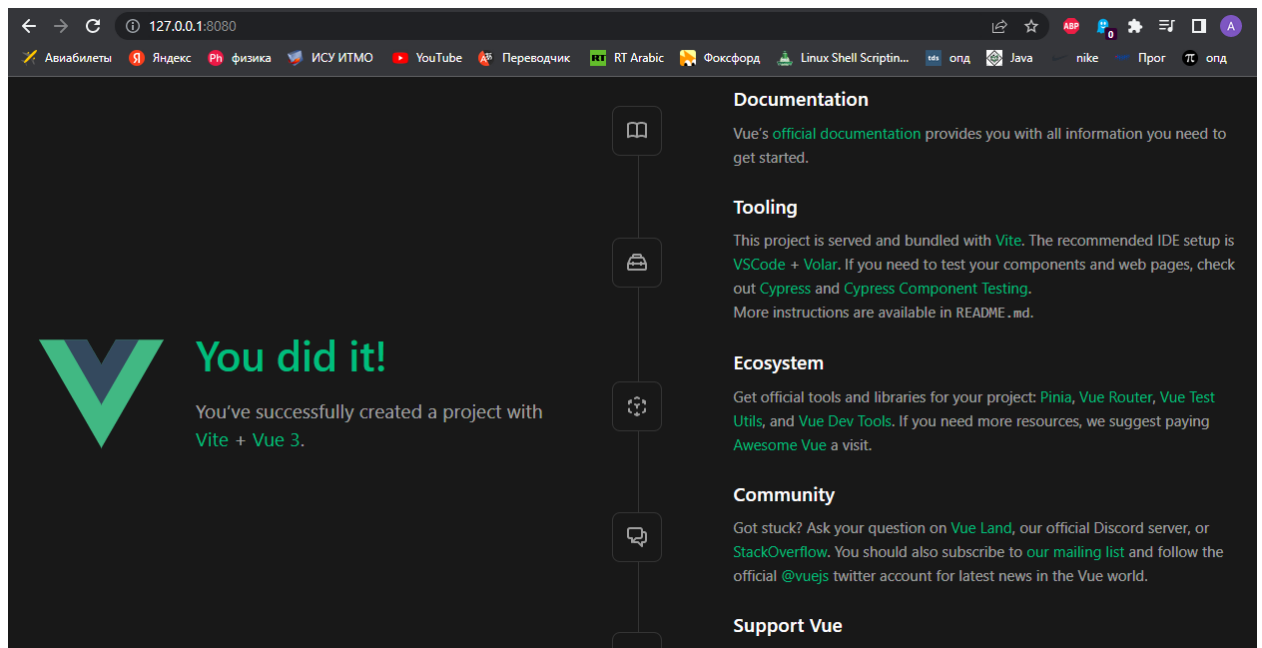 127.0.0.1:8080
ABP
0
A
Авиабилеты Яндекс Ph физика ИСУ ИТМО YouTube Переводчик RT RT Arabic Фоксфорд Linux Shell Scriptin... tds опд Java nike Прог π опд
Documentation
Vue’s official documentation provides you with all information you need to
get started.
Tooling
This project is served and bundled with Vite. The recommended IDE setup is
VSCode + Volar. If you need to test your components and web pages, check
out Cypress and Cypress Component Testing.
More instructions are available in README.md.
You did it!
You’ve successfully created a project with
Vite + Vue 3.
Ecosystem
Get official tools and libraries for your project: Pinia, Vue Router, Vue Test
Utils, and Vue Dev Tools. If you need more resources, we suggest paying
Awesome Vue a visit.
Community
Got stuck? Ask your question on Vue Land, our official Discord server, or
StackOverflow. You should also subscribe to our mailing list and follow the
official @vuejs twitter account for latest news in the Vue world.
Support Vue